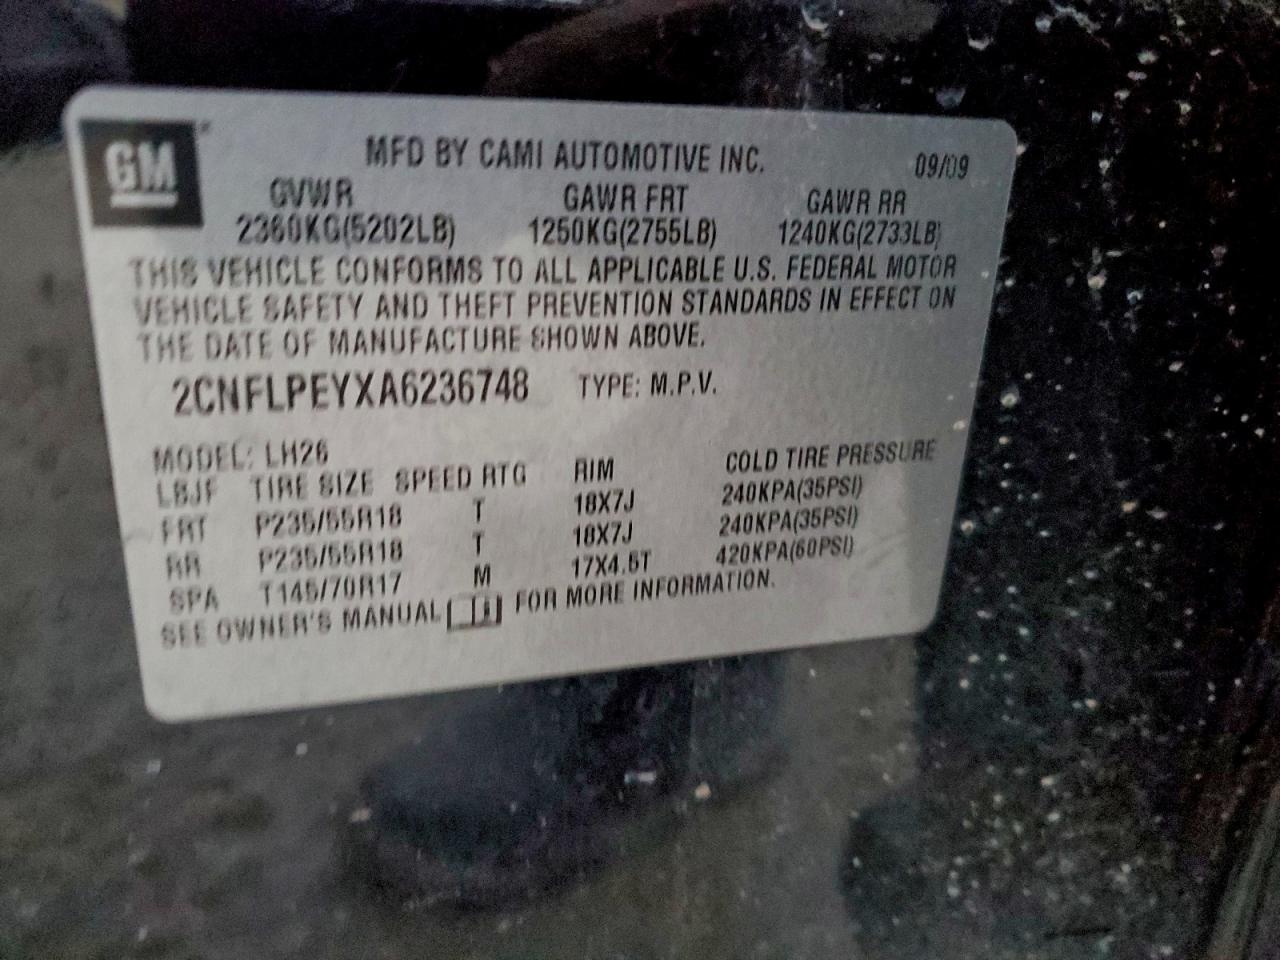 GM
MFD BY CAMI AUTOMOTIVE INC. 09/09
GVWR GAWR FRT GAWR RR
2360KG(5202LB) 1250KG(2755LB) 1240KG(2733LB)
THIS VEHICLE CONFORMS TO ALL APPLICABLE U.S. FEDERAL MOTOR
VEHICLE SAFETY AND THEFT PREVENTION STANDARDS IN EFFECT ON
THE DATE OF MANUFACTURE SHOWN ABOVE.
2CNFLPEYXA6236748 TYPE: M.P.V.
MODEL: LH26
LBJF TIRE SIZE SPEED RTG RIM COLD TIRE PRESSURE
FRT P235/55R18 T 18X7J 240KPA(35PSI)
RR P235/55R18 T 18X7J 240KPA(35PSI)
SPA T145/70R17 M 17X4.5T 420KPA(60PSI)
SEE OWNER'S MANUAL FOR MORE INFORMATION.